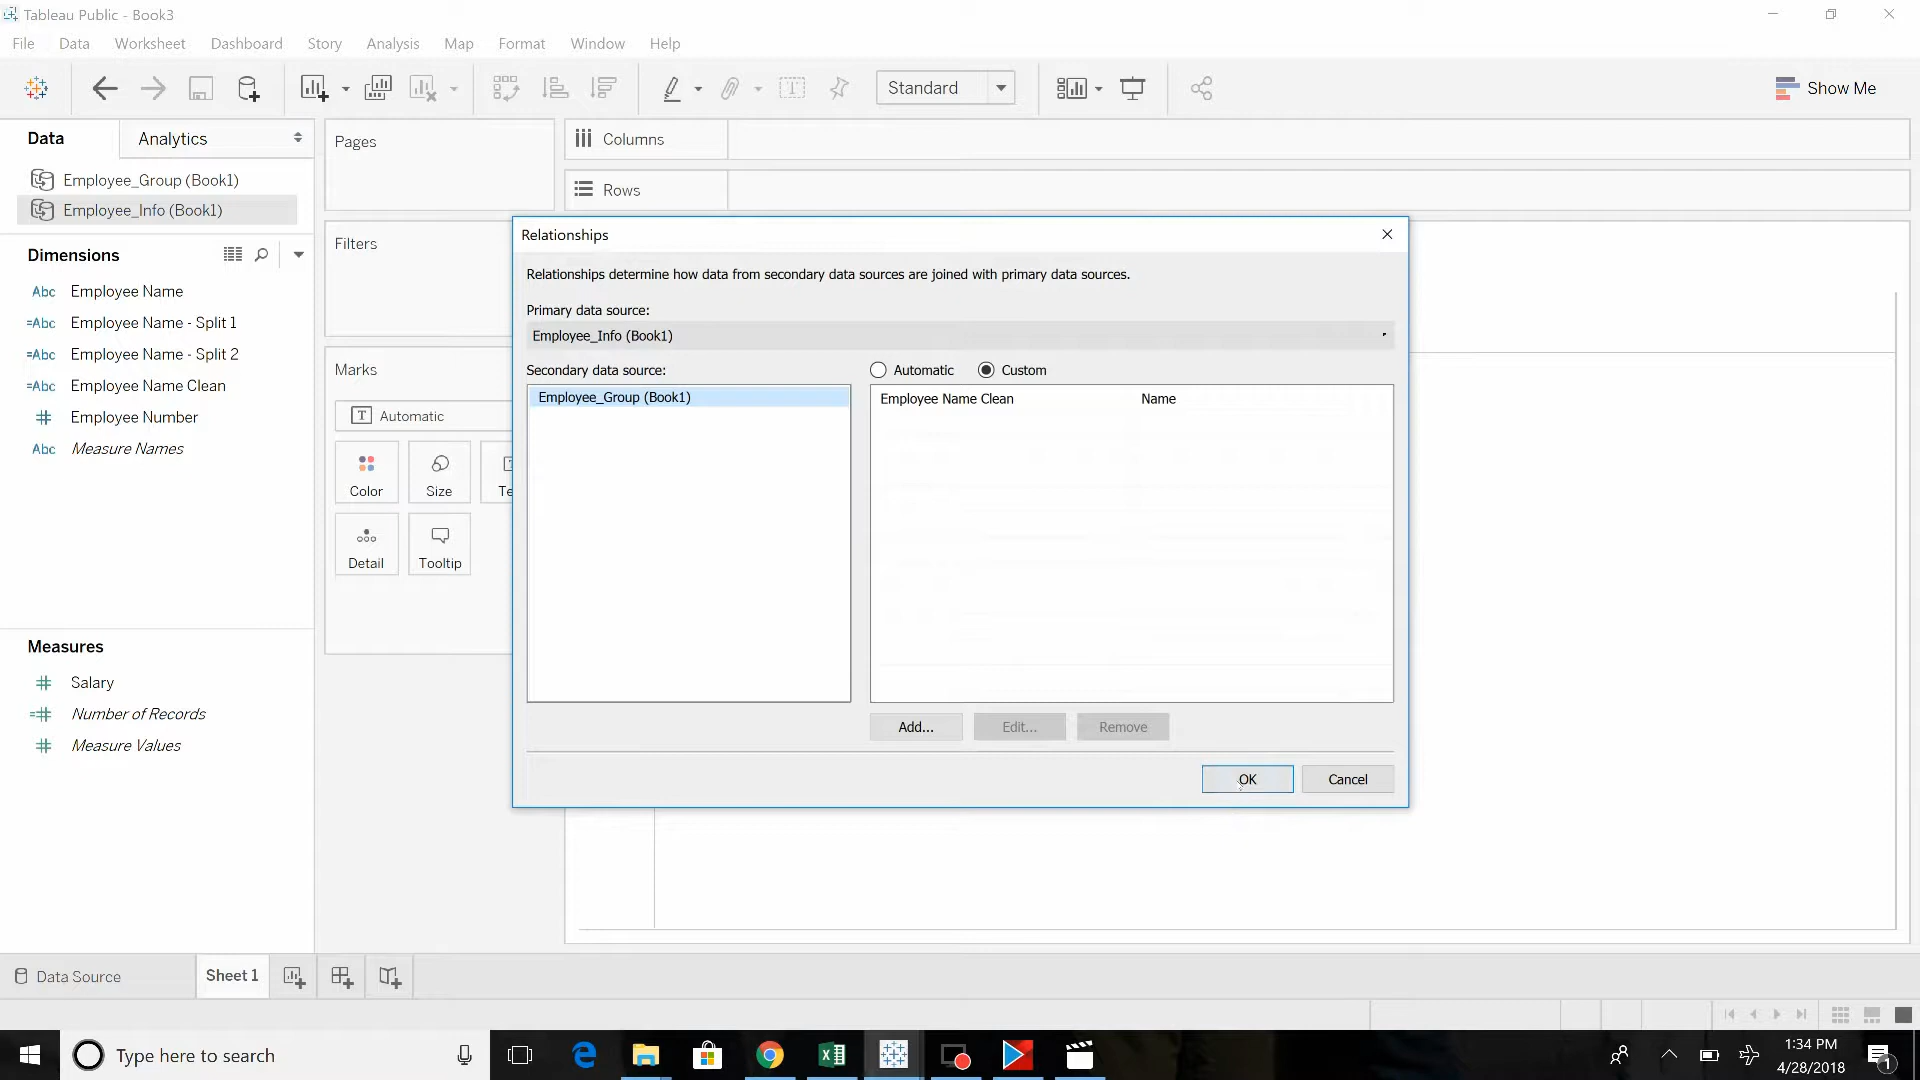 Tableau Public - Book3
File Data Worksheet Dashboard Story Analysis Map Format Window Help
Standard
Show Me
Data Analytics
Pages
Columns
Employee_Group (Book1)
Employee_Info (Book1)
Rows
Dimensions
Filters
Abc Employee Name
=Abc Employee Name - Split 1
=Abc Employee Name - Split 2
=Abc Employee Name Clean
# Employee Number
Abc Measure Names
Marks
T Automatic
Color Size Te
Detail Tooltip
Measures
# Salary
=# Number of Records
# Measure Values
Relationships
Relationships determine how data from secondary data sources are joined with primary data sources.
Primary data source:
Employee_Info (Book1)
Secondary data source:
Automatic Custom
Employee_Group (Book1)
Employee Name Clean Name
Add... Edit... Remove
OK Cancel
Data Source Sheet 1
Type here to search
1:34 PM
4/28/2018
1